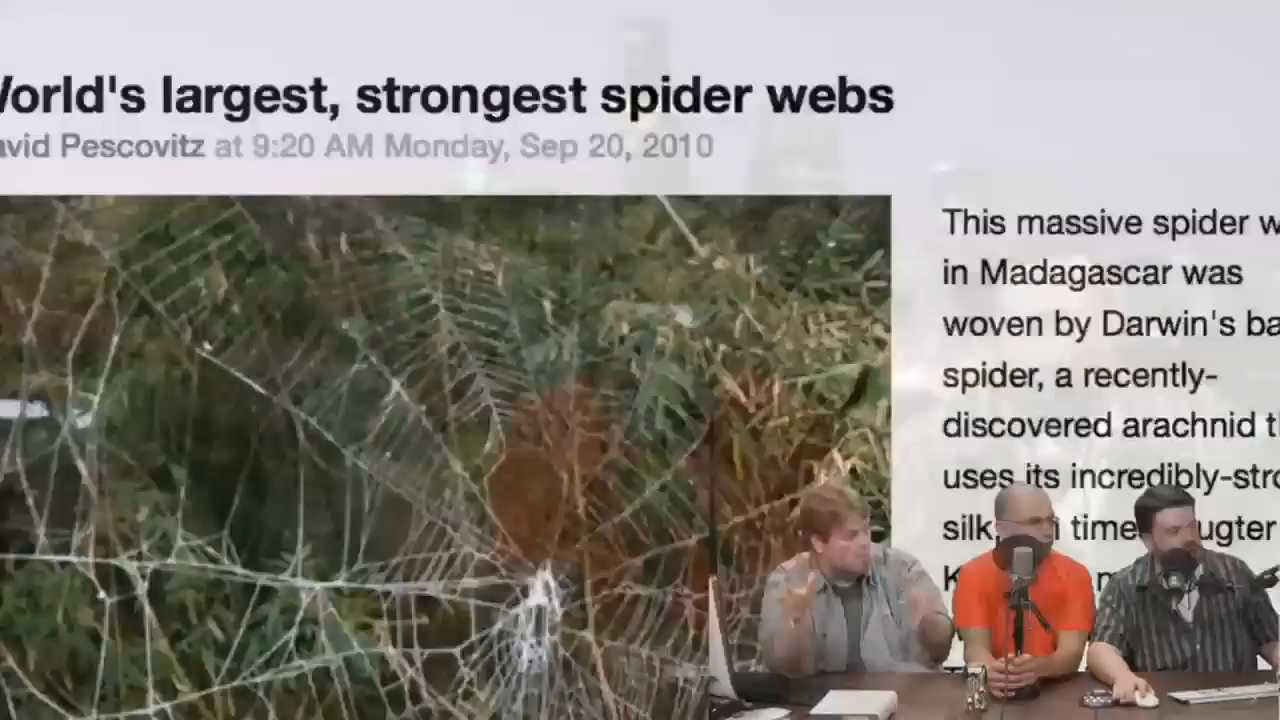 World's largest, strongest spider webs
avid Pescovitz at 9:20 AM Monday, Sep 20, 2010
This massive spider w
in Madagascar was
woven by Darwin's ba
spider, a recently-
discovered arachnid t
uses its incredibly-stro
silk,